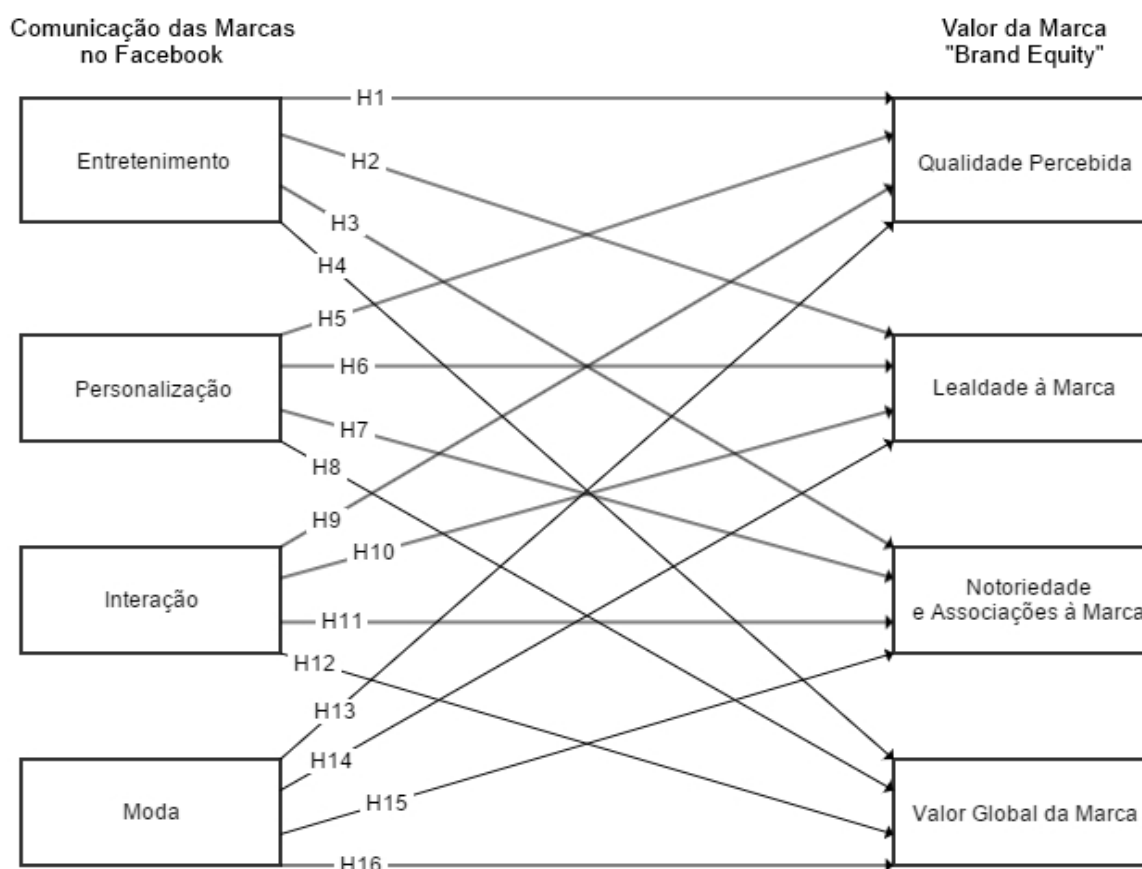 Comunicação das Marcas
no Facebook
Valor da Marca
"Brand Equity"
H1
Entretenimento
H2
Qualidade Percebida
H3
H4
H5
H6
Personalização
Lealdade à Marca
H7
H8
H9
H10
Interação
Notoriedade
e Associações à Marca
H11
H12
H13
H14
H15
Moda
Valor Global da Marca
H16